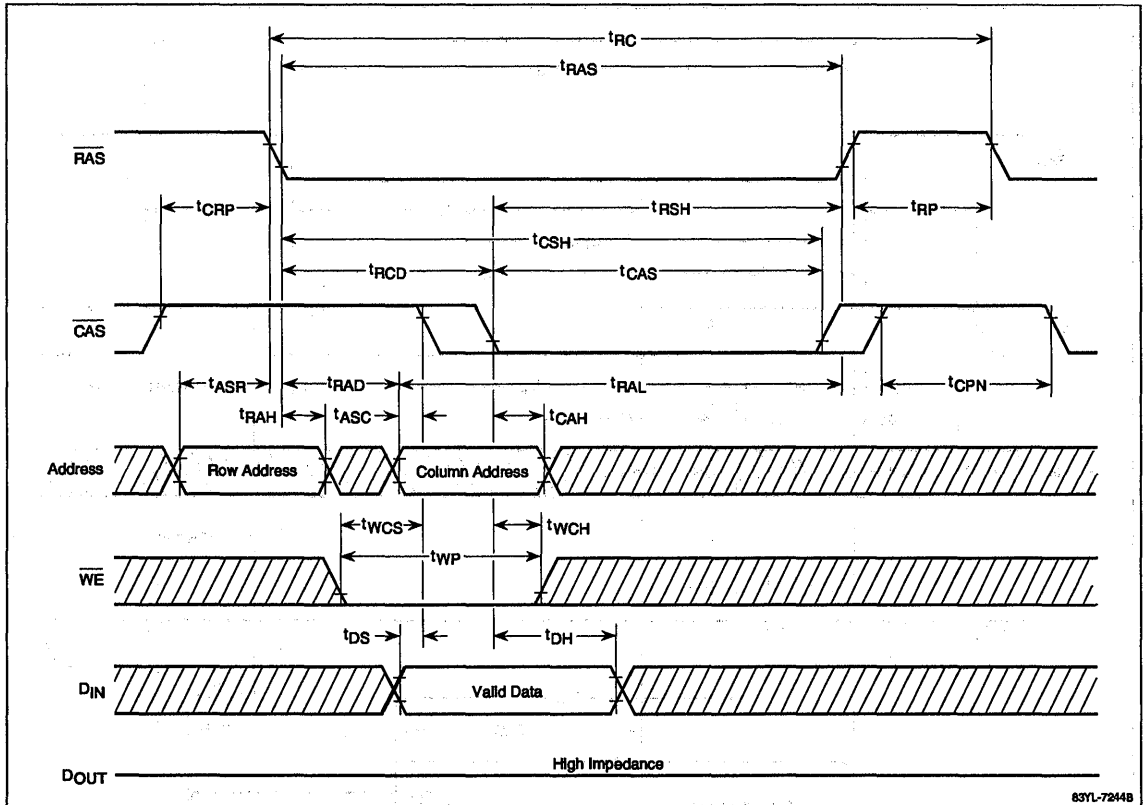 tRC
tRAS
RAS
tCRP
tRSH
tRP
tCSH
tRCD
tCAS
CAS
tASR
tRAD
tRAL
tCPN
tRAH
tASC
tCAH
Address
Row Address
Column Address
tWCS
tWCH
tWP
WE
tDS
tDH
DIN
Valid Data
High Impedance
DOUT
83YL-7244B